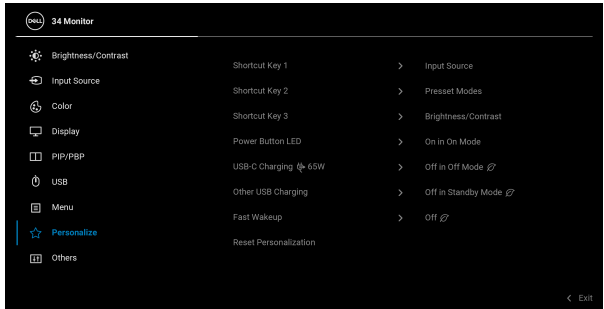 DELL 34 Monitor
Brightness/Contrast
Input Source
Color
Display
PIP/PBP
USB
Menu
Personalize
Others
Shortcut Key 1 > Input Source
Shortcut Key 2 > Presset Modes
Shortcut Key 3 > Brightness/Contrast
Power Button LED > On in On Mode
USB-C Charging 65W > Off in Off Mode
Other USB Charging > Off in Standby Mode
Fast Wakeup > Off
Reset Personalization
< Exit